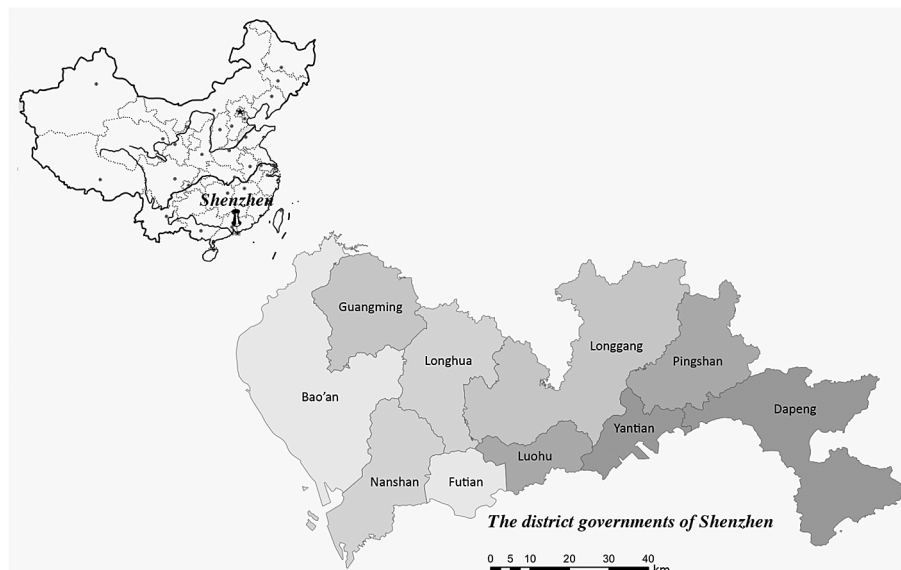 Shenzhen
Guangming
Longhua
Longgang
Pingshan
Bao'an
Dapeng
Yantian
Luohu
Nanshan
Futian
The district governments of Shenzhen
0 5 10 20 30 40
km